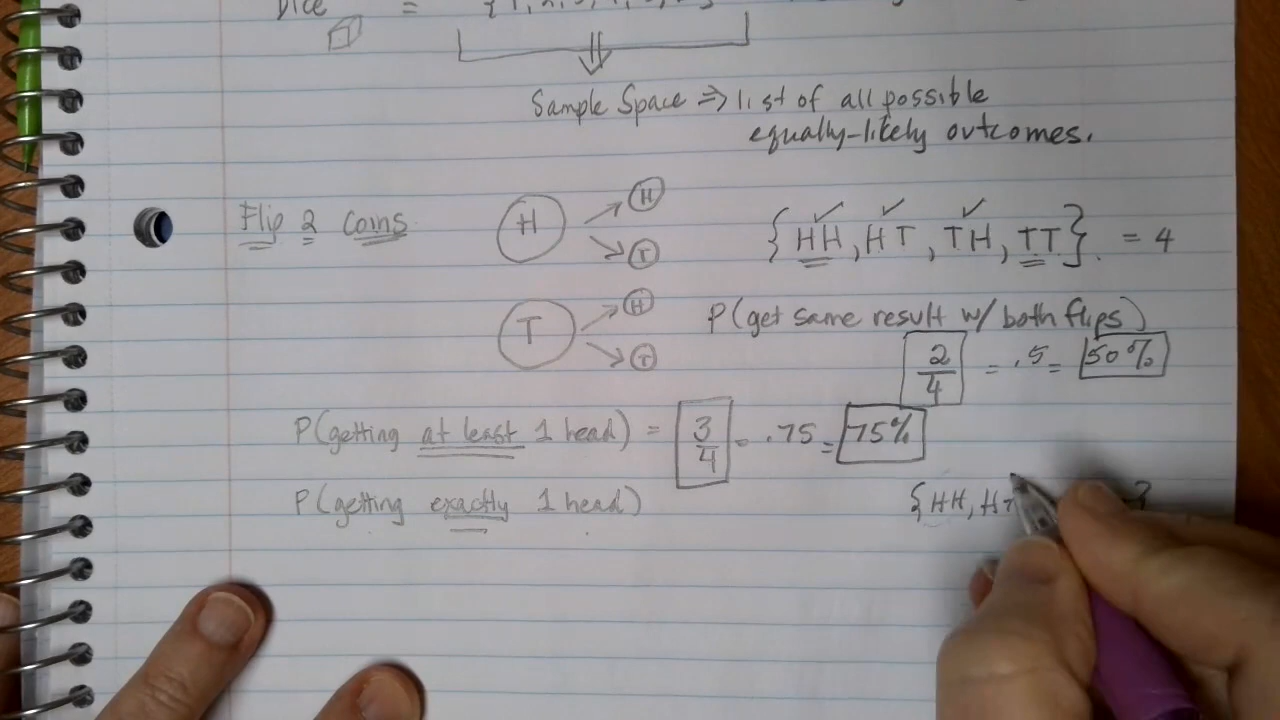 Dice =
Sample Space => list of all possible
equally-likely outcomes.
Flip 2 Coins
H
H
T
{HH, HT, TH, TT}. = 4
T
H
T
P(get same result w/ both flips)
2/4 = .5 = 50%
P(getting at least 1 head) = 3/4 = .75 = 75%
P(getting exactly 1 head)
{HH, HT